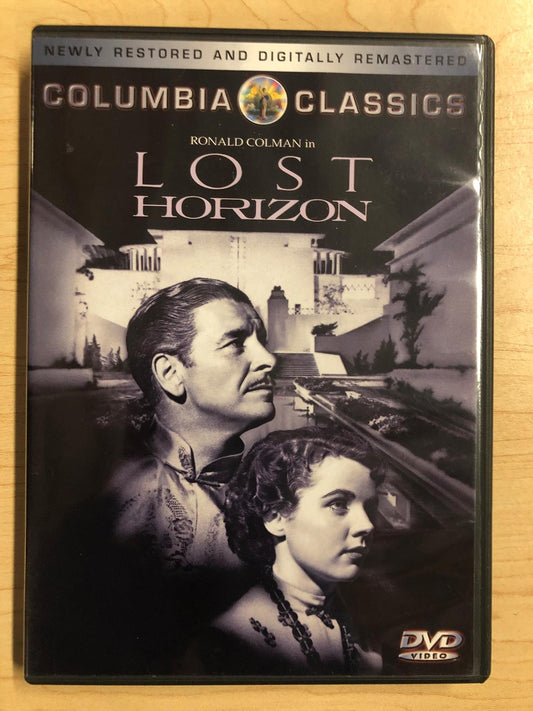 NEWLY RESTORED AND DIGITALLY REMASTERED
COLUMBIA CLASSICS
RONALD COLMAN in
LOST
HORIZON
DVD
VIDEO